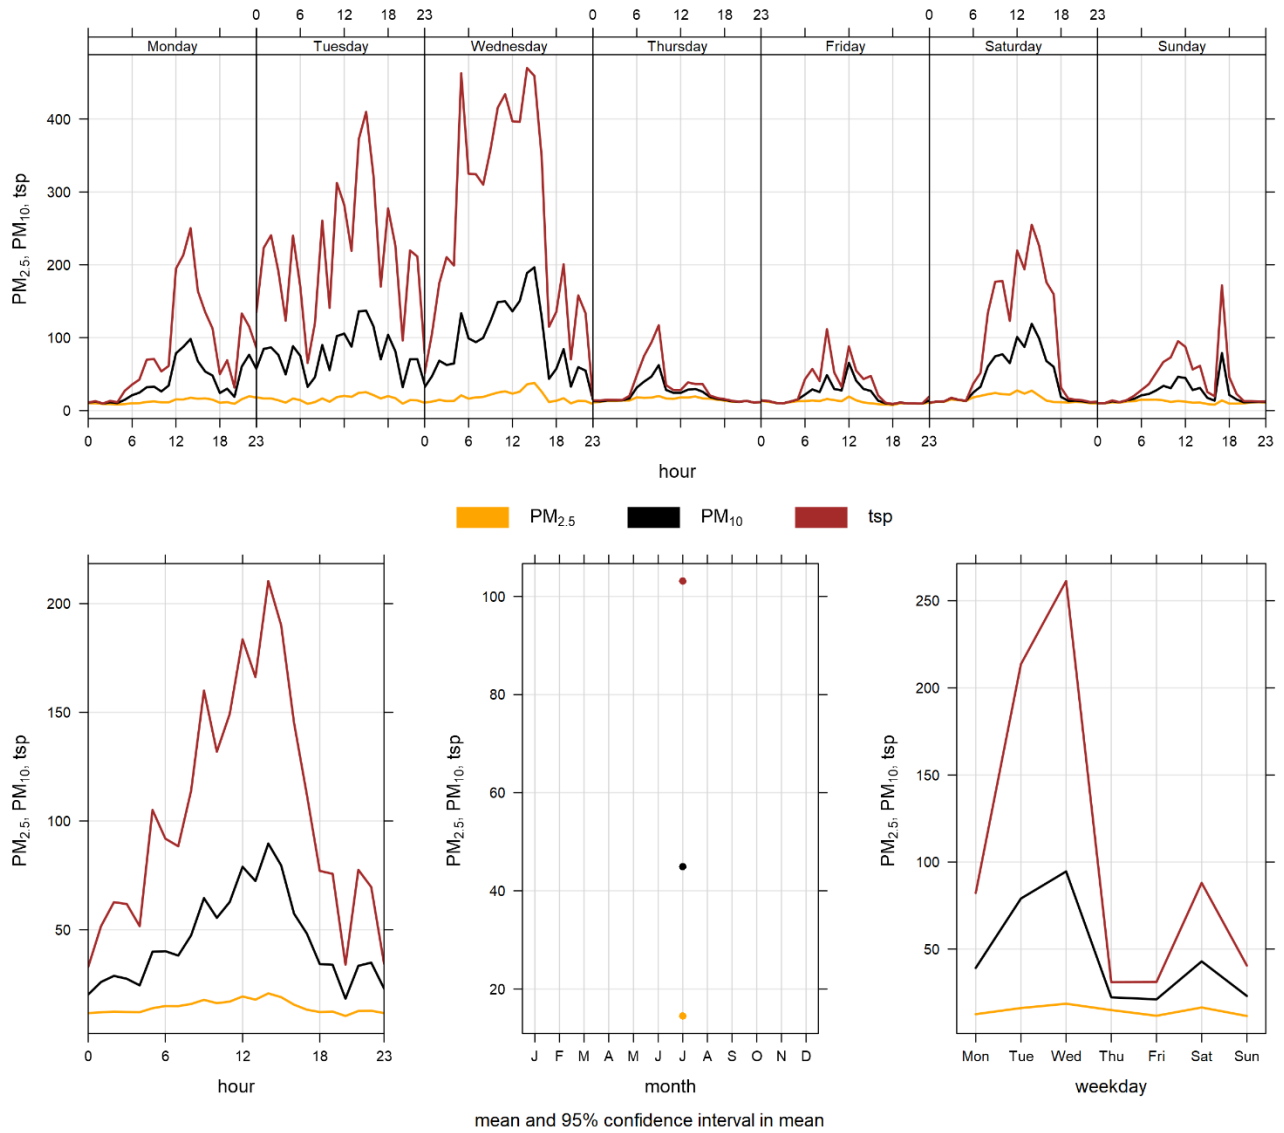 0 6 12 18 23 0 6 12 18 23 0 6 12 18 23
Monday Tuesday Wednesday Thursday Friday Saturday Sunday
PM2.5, PM10, tsp
400
300
200
100
0
0 6 12 18 23 0 6 12 18 23 0 6 12 18 23 0 6 12 18 23
hour
PM2.5 PM10 tsp
PM2.5, PM10, tsp
200
150
100
50
0 6 12 18 23
hour
PM2.5, PM10, tsp
100
80
60
40
20
J F M A M J J A S O N D
month
PM2.5, PM10, tsp
250
200
150
100
50
Mon Tue Wed Thu Fri Sat Sun
weekday
mean and 95% confidence interval in mean